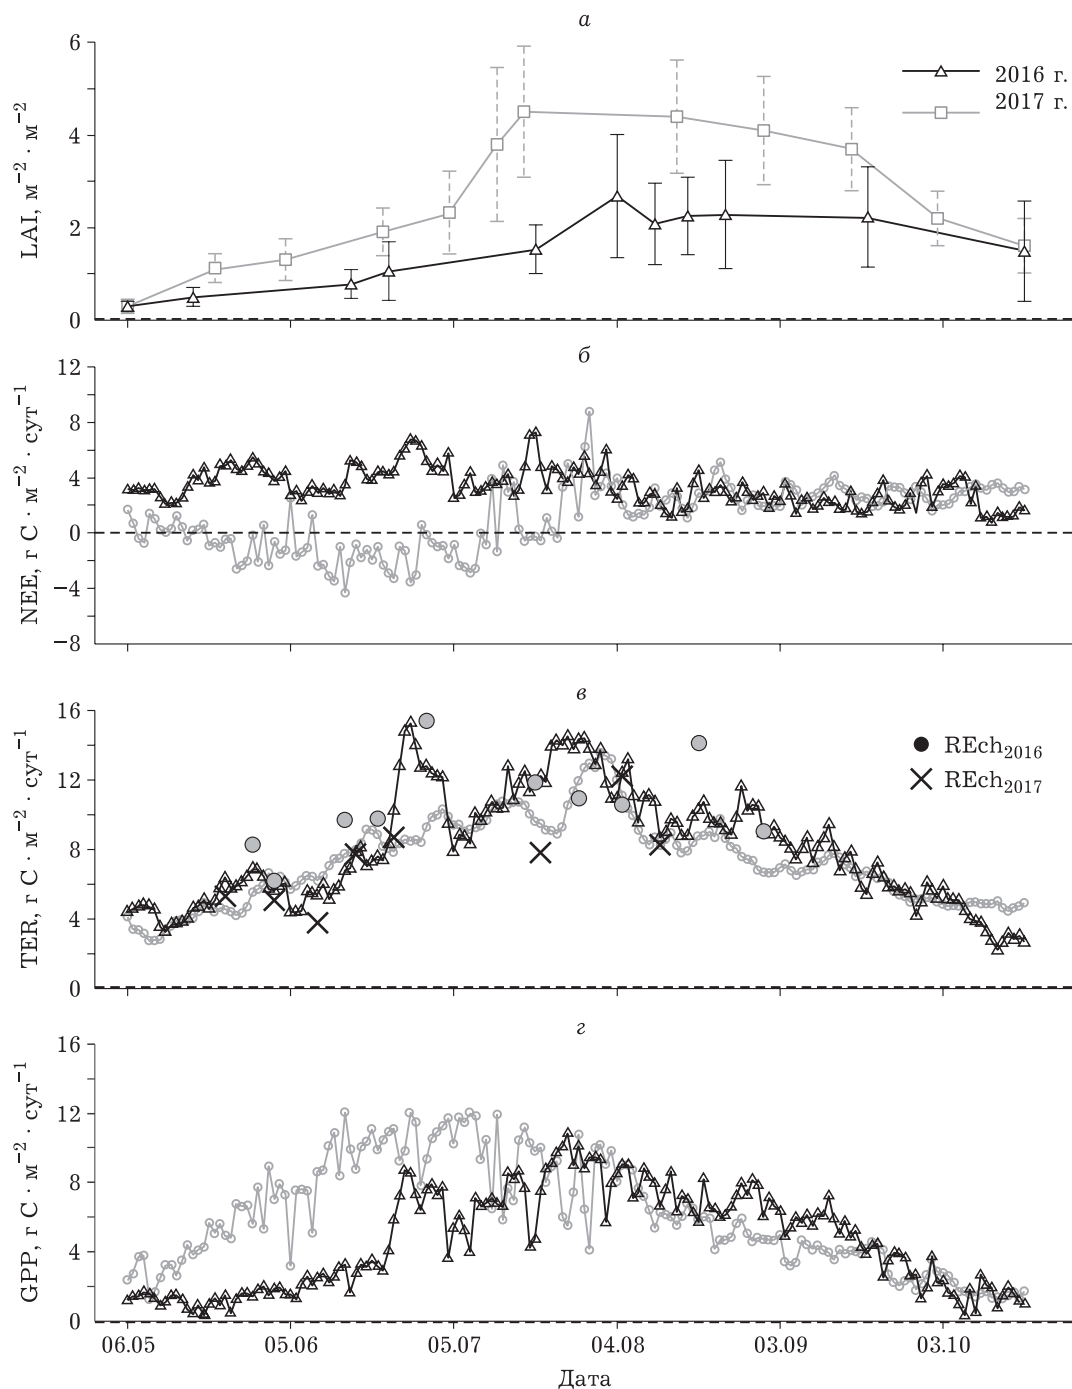 а
6
4
2
0
LAI, м−2 · м−2
2016 г.
2017 г.
б
12
8
4
0
−4
−8
NEE, г С · м−2 · сут−1
в
16
12
8
4
0
TER, г С · м−2 · сут−1
REch2016
REch2017
г
16
12
8
4
0
GPP, г С · м−2 · сут−1
06.05 05.06 05.07 04.08 03.09 03.10
Дата